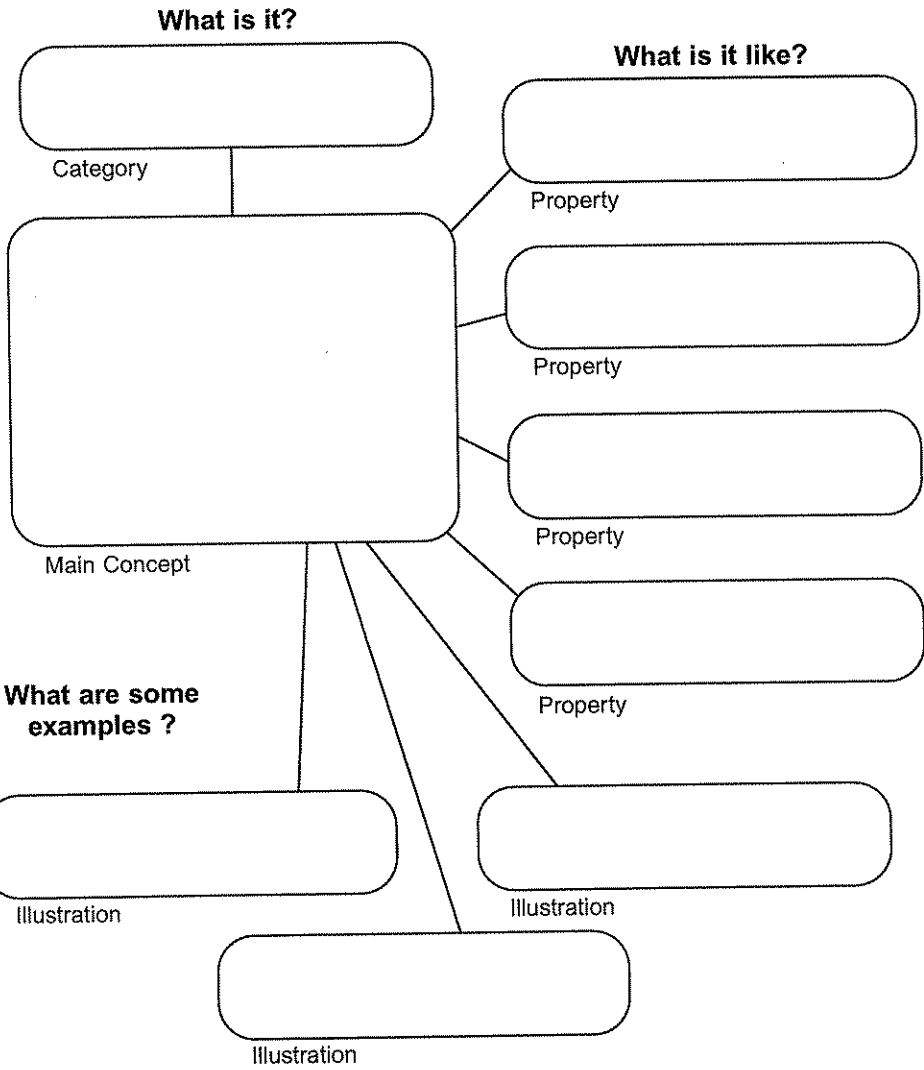 What is it?
Category
What is it like?
Property
Property
Property
Property
Main Concept
What are some
examples ?
Illustration
Illustration
Illustration